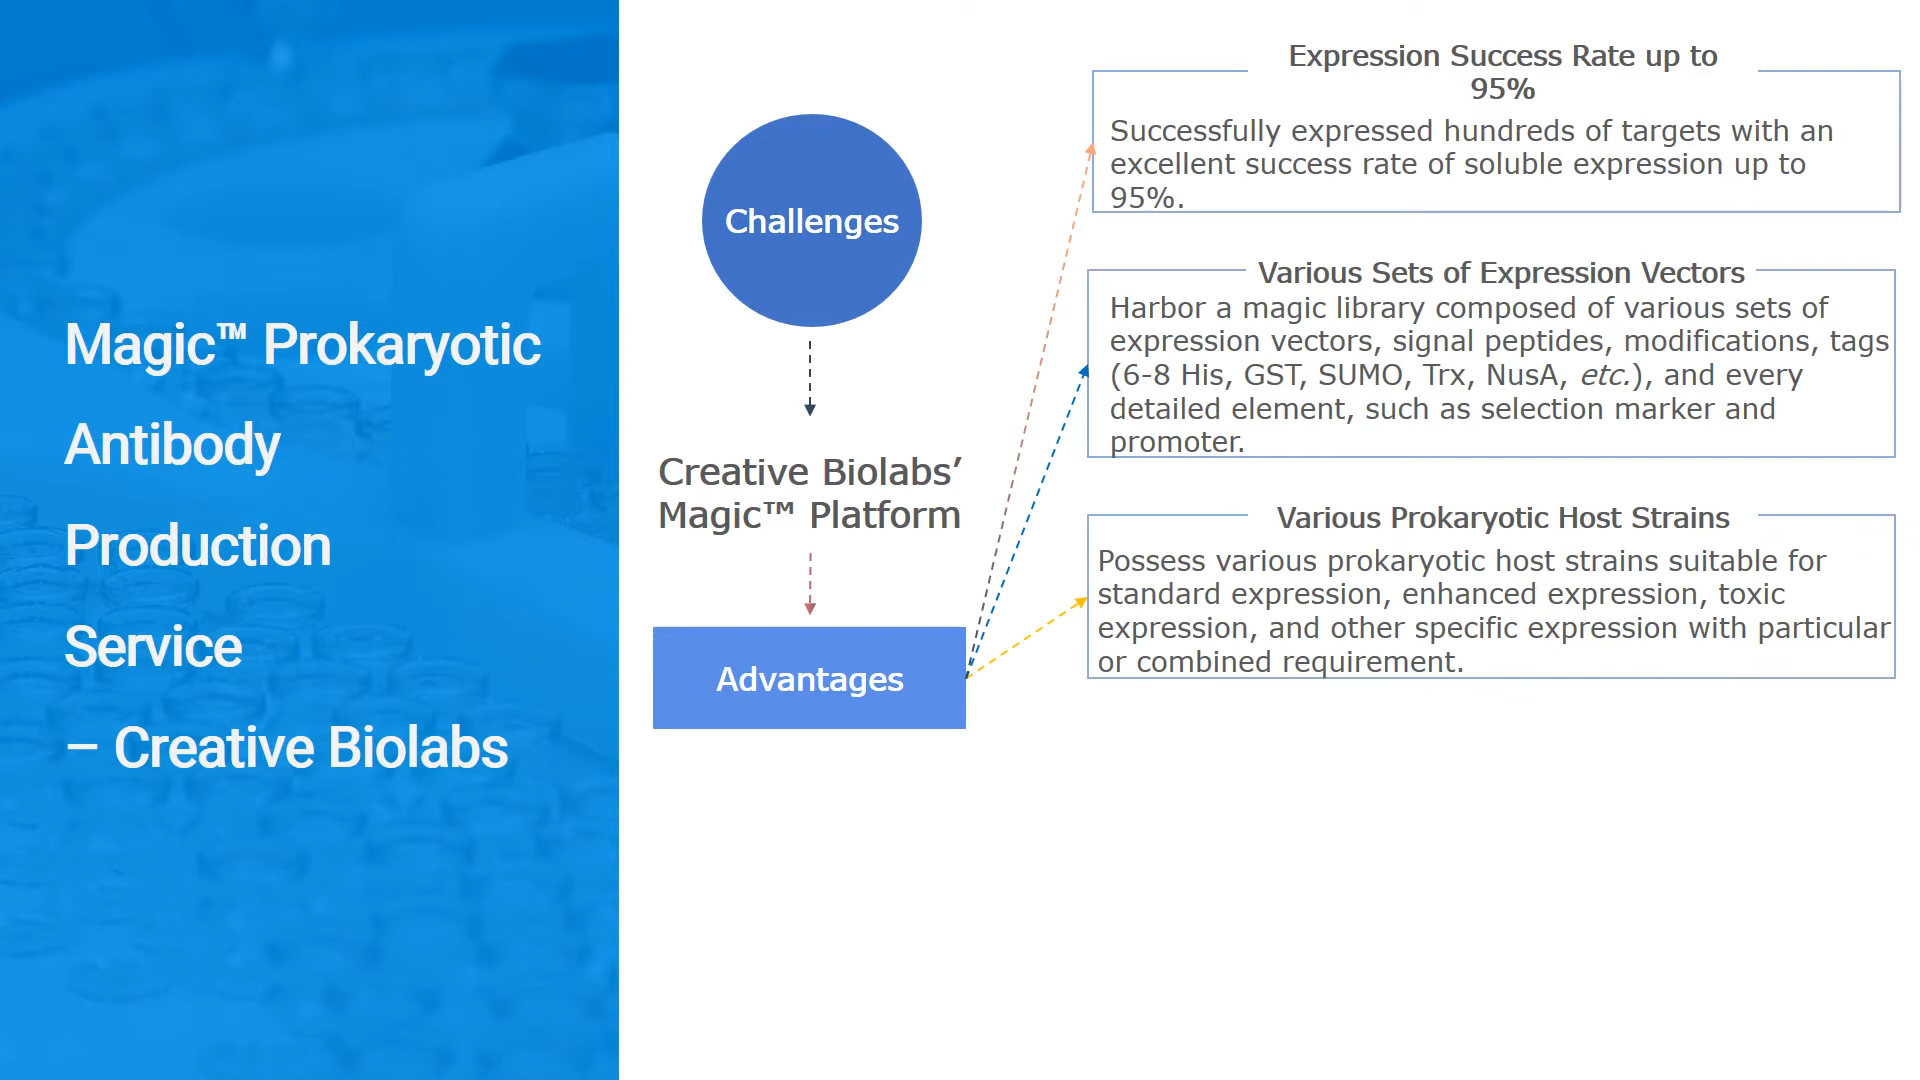 Magic™ Prokaryotic
Antibody
Production
Service
– Creative Biolabs
Challenges
Creative Biolabs’
Magic™ Platform
Advantages
Expression Success Rate up to
95%
Successfully expressed hundreds of targets with an
excellent success rate of soluble expression up to
95%.
Various Sets of Expression Vectors
Harbor a magic library composed of various sets of
expression vectors, signal peptides, modifications, tags
(6-8 His, GST, SUMO, Trx, NusA, etc.), and every
detailed element, such as selection marker and
promoter.
Various Prokaryotic Host Strains
Possess various prokaryotic host strains suitable for
standard expression, enhanced expression, toxic
expression, and other specific expression with particular
or combined requirement.